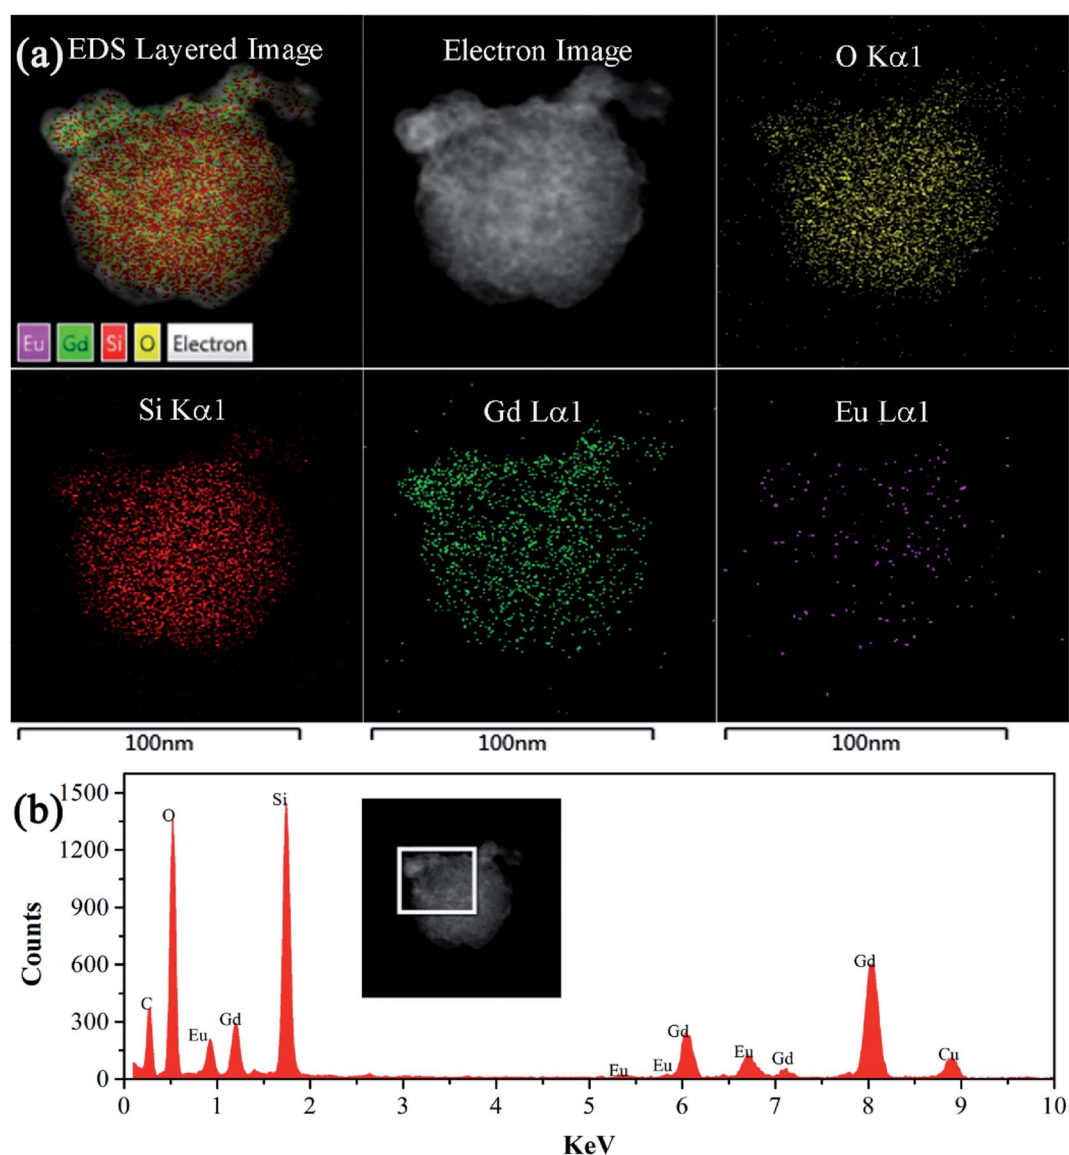 (a) EDS Layered Image
Electron Image
O Kα1
Eu Gd Si O Electron
Si Kα1
Gd Lα1
Eu Lα1
100nm 100nm 100nm
(b)
Counts
1500
1200
900
600
300
0
C
O
Eu
Gd
Si
Eu
Eu
Gd
Eu
Gd
Gd
Cu
0 1 2 3 4 5 6 7 8 9 10
KeV